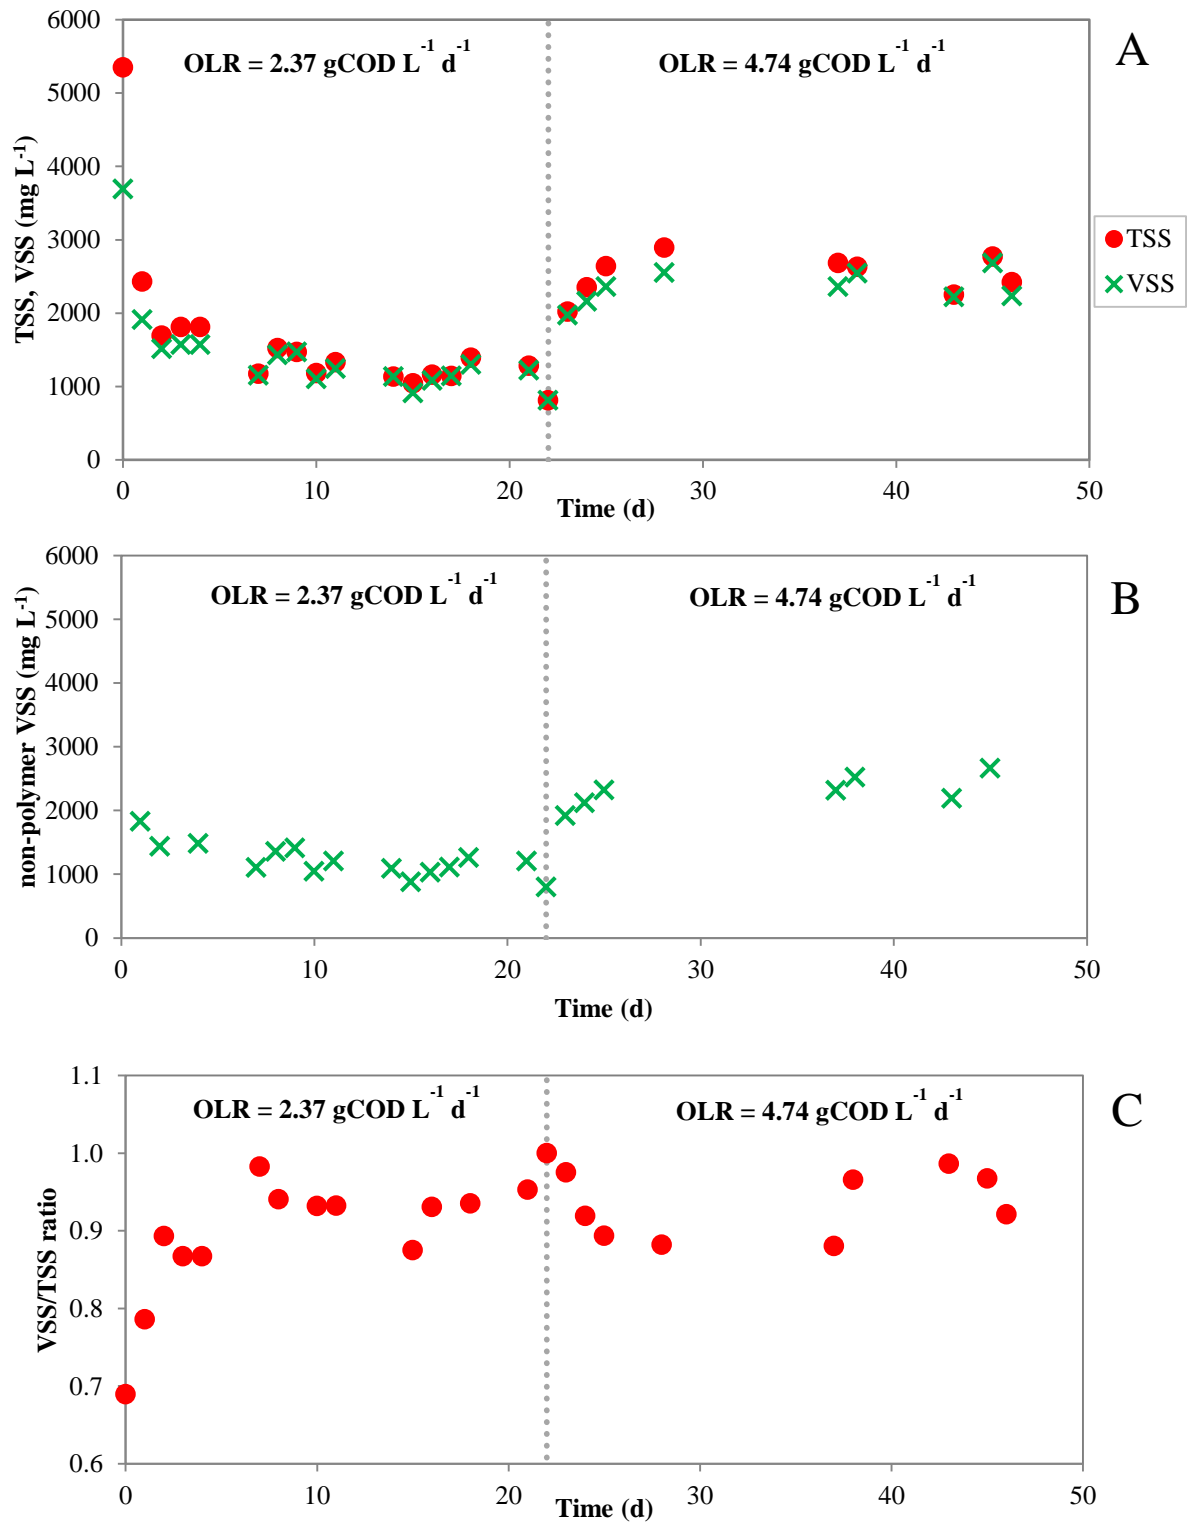 A
OLR = 2.37 gCOD L-1 d-1
OLR = 4.74 gCOD L-1 d-1
TSS, VSS (mg L-1)
6000
5000
4000
3000
2000
1000
0
0 10 20 30 40 50
Time (d)
TSS
VSS
B
OLR = 2.37 gCOD L-1 d-1
OLR = 4.74 gCOD L-1 d-1
non-polymer VSS (mg L-1)
6000
5000
4000
3000
2000
1000
0
0 10 20 30 40 50
Time (d)
C
OLR = 2.37 gCOD L-1 d-1
OLR = 4.74 gCOD L-1 d-1
VSS/TSS ratio
1.1
1.0
0.9
0.8
0.7
0.6
0 10 20 30 40 50
Time (d)